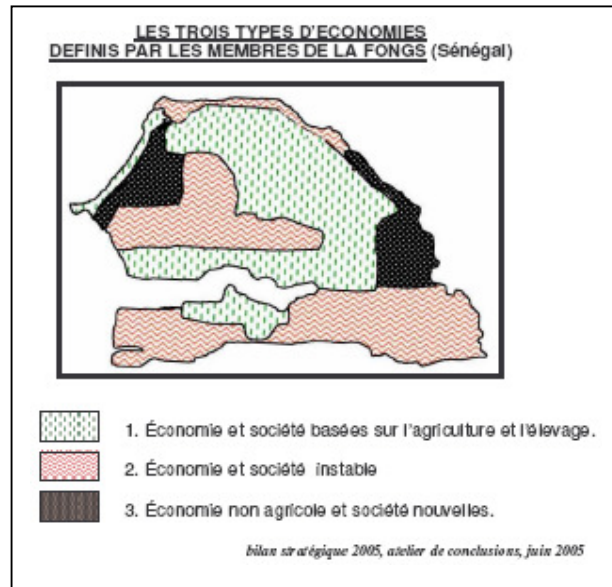 LES TROIS TYPES D'ECONOMIES
DEFINIS PAR LES MEMBRES DE LA FONGS (Sénégal)
1. Économie et société basées sur l'agriculture et l'élevage.
2. Économie et société instable
3. Économie non agricole et société nouvelles.
bilan stratégique 2005, atelier de conclusions, juin 2005